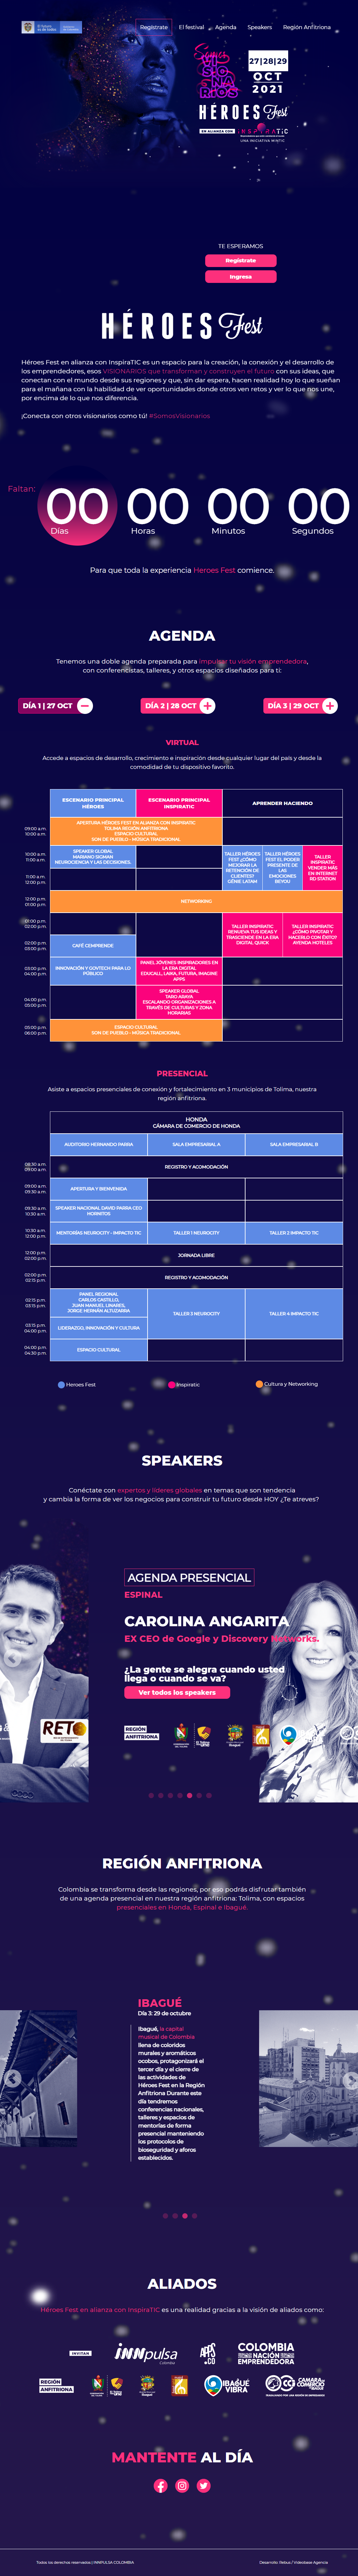 El futuro es de todos
Gobierno de Colombia
Regístrate
El festival
Agenda
Speakers
Región Anfitriona
Somos
VISIONARIOS
27|28|29
OCT
2021
HÉROES Fest
EN ALIANZA CON INSPIRATIC
UNA INICIATIVA MINTIC
TE ESPERAMOS
Regístrate
Ingresa
HÉROES Fest
Héroes Fest en alianza con InspiraTIC es un espacio para la creación, la conexión y el desarrollo de
los emprendedores, esos VISIONARIOS que transforman y construyen el futuro con sus ideas, que
conectan con el mundo desde sus regiones y que, sin dar espera, hacen realidad hoy lo que sueñan
para el mañana con la habilidad de ver oportunidades donde otros ven retos y ver lo que nos une,
por encima de lo que nos diferencia.
¡Conecta con otros visionarios como tú! #SomosVisionarios
Faltan:
00 00 00 00
Días Horas Minutos Segundos
Para que toda la experiencia Heroes Fest comience.
AGENDA
Tenemos una doble agenda preparada para impulsar tu visión emprendedora,
con conferencistas, talleres, y otros espacios diseñados para ti:
DÍA 1 | 27 OCT
DÍA 2 | 28 OCT
DÍA 3 | 29 OCT
VIRTUAL
Accede a espacios de desarrollo, crecimiento e inspiración desde cualquier lugar del país y desde la
comodidad de tu dispositivo favorito.
ESCENARIO PRINCIPAL
HÉROES
ESCENARIO PRINCIPAL
INSPIRATIC
APRENDER HACIENDO
09:00 a.m.
10:00 a.m.
APERTURA HÉROES FEST EN ALIANZA CON INSPIRATIC
TOLIMA REGIÓN ANFITRIONA
ESPACIO CULTURAL
SON DE PUEBLO - MÚSICA TRADICIONAL
10:00 a.m.
11:00 a.m.
SPEAKER GLOBAL
MARIANO SIGMAN
NEUROCIENCIA Y LAS DECISIONES.
TALLER HÉROES
FEST ¿CÓMO
MEJORAR LA
RETENCIÓN DE
CLIENTES?
GÉNIE LATAM
TALLER HÉROES
FEST EL PODER
PRESENTE DE
LAS
EMOCIONES
BEYOU
TALLER
INSPIRATIC
VENDER MÁS
EN INTERNET
RD STATION
11:00 a.m.
12:00 p.m.
12:00 p.m.
01:00 p.m.
NETWORKING
01:00 p.m.
02:00 p.m.
TALLER INSPIRATIC
RENUEVA TUS IDEAS Y
TRASCIENDE EN LA ERA
DIGITAL QUICK
TALLER INSPIRATIC
¿CÓMO PIVOTAR Y
HACERLO CON ÉXITO?
AVENDA HOTELES
02:00 p.m.
03:00 p.m.
CAFÉ CEMPRENDE
03:00 p.m.
04:00 p.m.
INNOVACIÓN Y GOVTECH PARA LO
PÚBLICO
PANEL JÓVENES INSPIRADORES EN
LA ERA DIGITAL
EDUCALL, LAIKA, FUTURA, IMAGINE
APPS
04:00 p.m.
05:00 p.m.
SPEAKER GLOBAL
TARO ARAYA
ESCALANDO ORGANIZACIONES A
TRAVÉS DE CULTURAS Y ZONA
HORARIAS
05:00 p.m.
06:00 p.m.
ESPACIO CULTURAL
SON DE PUEBLO - MÚSICA TRADICIONAL
PRESENCIAL
Asiste a espacios presenciales de conexión y fortalecimiento en 3 municipios de Tolima, nuestra
región anfitriona.
HONDA
CÁMARA DE COMERCIO DE HONDA
AUDITORIO HERNANDO PARRA
SALA EMPRESARIAL A
SALA EMPRESARIAL B
08:30 a.m.
09:00 a.m.
REGISTRO Y ACOMODACIÓN
09:00 a.m.
09:30 a.m.
APERTURA Y BIENVENIDA
09:30 a.m.
10:30 a.m.
SPEAKER NACIONAL DAVID PARRA CEO
HORNITOS
10:30 a.m.
12:00 p.m.
MENTORÍAS NEUROCITY - IMPACTO TIC
TALLER 1 NEUROCITY
TALLER 2 IMPACTO TIC
12:00 p.m.
02:00 p.m.
JORNADA LIBRE
02:00 p.m.
02:15 p.m.
REGISTRO Y ACOMODACIÓN
02:15 p.m.
03:15 p.m.
PANEL REGIONAL
CARLOS CASTILLO,
JUAN MANUEL LINARES,
JORGE HERNÁN ALTUZARRA
TALLER 3 NEUROCITY
TALLER 4 IMPACTO TIC
03:15 p.m.
04:00 p.m.
LIDERAZGO, INNOVACIÓN Y CULTURA
04:00 p.m.
04:30 p.m.
ESPACIO CULTURAL
Heroes Fest
Inspiratic
Cultura y Networking
SPEAKERS
Conéctate con expertos y líderes globales en temas que son tendencia
y cambia la forma de ver los negocios para construir tu futuro desde HOY ¿Te atreves?
AGENDA PRESENCIAL
ESPINAL
CAROLINA ANGARITA
EX CEO de Google y Discovery Networks.
¿La gente se alegra cuando usted
llega o cuando se va?
Ver todos los speakers
RETO
REGIÓN
ANFITRIONA
REGIÓN ANFITRIONA
Colombia se transforma desde las regiones, por eso podrás disfrutar también
de una agenda presencial en nuestra región anfitriona: Tolima, con espacios
presenciales en Honda, Espinal e Ibagué.
IBAGUÉ
Día 3: 29 de octubre
Ibagué, la capital
musical de Colombia
llena de coloridos
murales y aromáticos
ocobos, protagonizará el
tercer día y el cierre de
las actividades de
Héroes Fest en la Región
Anfitriona Durante este
día tendremos
conferencias nacionales,
talleres y espacios de
mentorías de forma
presencial manteniendo
los protocolos de
bioseguridad y aforos
establecidos.
ALIADOS
Héroes Fest en alianza con InspiraTIC es una realidad gracias a la visión de aliados como:
INVITAN
iNNpulsa
Colombia
APPS
.CO
COLOMBIA
NACIÓN
EMPRENDEDORA
REGIÓN
ANFITRIONA
Ibagué
IBAGUÉ
VIBRA
CÁMARA DE
COMERCIO
DE IBAGUÉ
MANTENTE AL DÍA
Todos los derechos reservados | INNPULSA COLOMBIA
Desarrollo: Rebus / Videobase Agencia